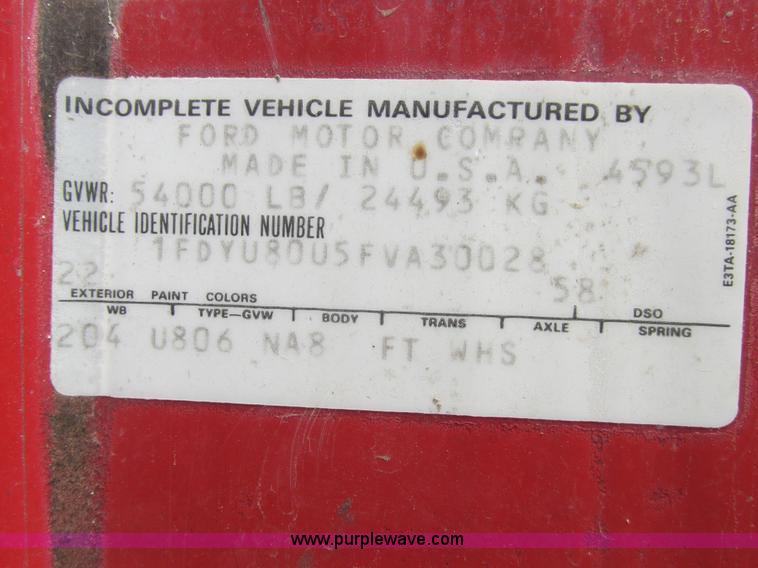 INCOMPLETE VEHICLE MANUFACTURED BY
FORD MOTOR COMPANY
MADE IN U.S.A. 4593L
GVWR: 54000 LB/ 24493 KG
VEHICLE IDENTIFICATION NUMBER
1FDYU80U5FVA30028
22 58
EXTERIOR PAINT COLORS DSO
WB TYPE-GVW BODY TRANS AXLE SPRING
204 U806 NA8 FT WHS
E3TA-18173-AA
www.purplewave.com